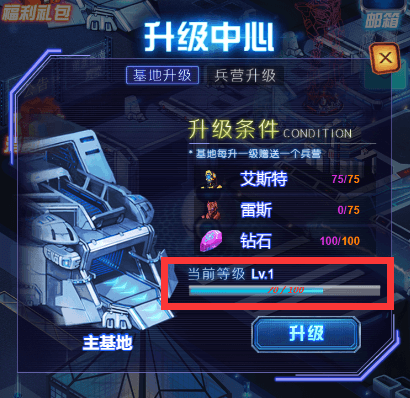 福利礼包
邮箱
升级中心
基地升级 兵营升级
升级条件 CONDITION
* 基地每升一级赠送一个兵营
艾斯特 75/75
雷斯 0/75
钻石 100/100
当前等级 Lv.1
主基地
升级